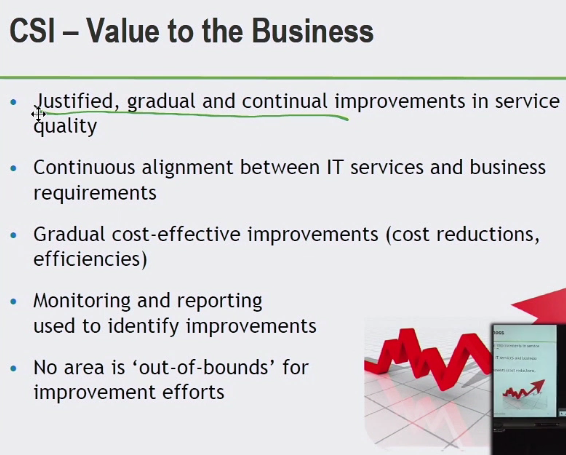 CSI – Value to the Business
• Justified, gradual and continual improvements in service
quality
• Continuous alignment between IT services and business
requirements
• Gradual cost-effective improvements (cost reductions,
efficiencies)
• Monitoring and reporting
used to identify improvements
• No area is ‘out-of-bounds’ for
improvement efforts